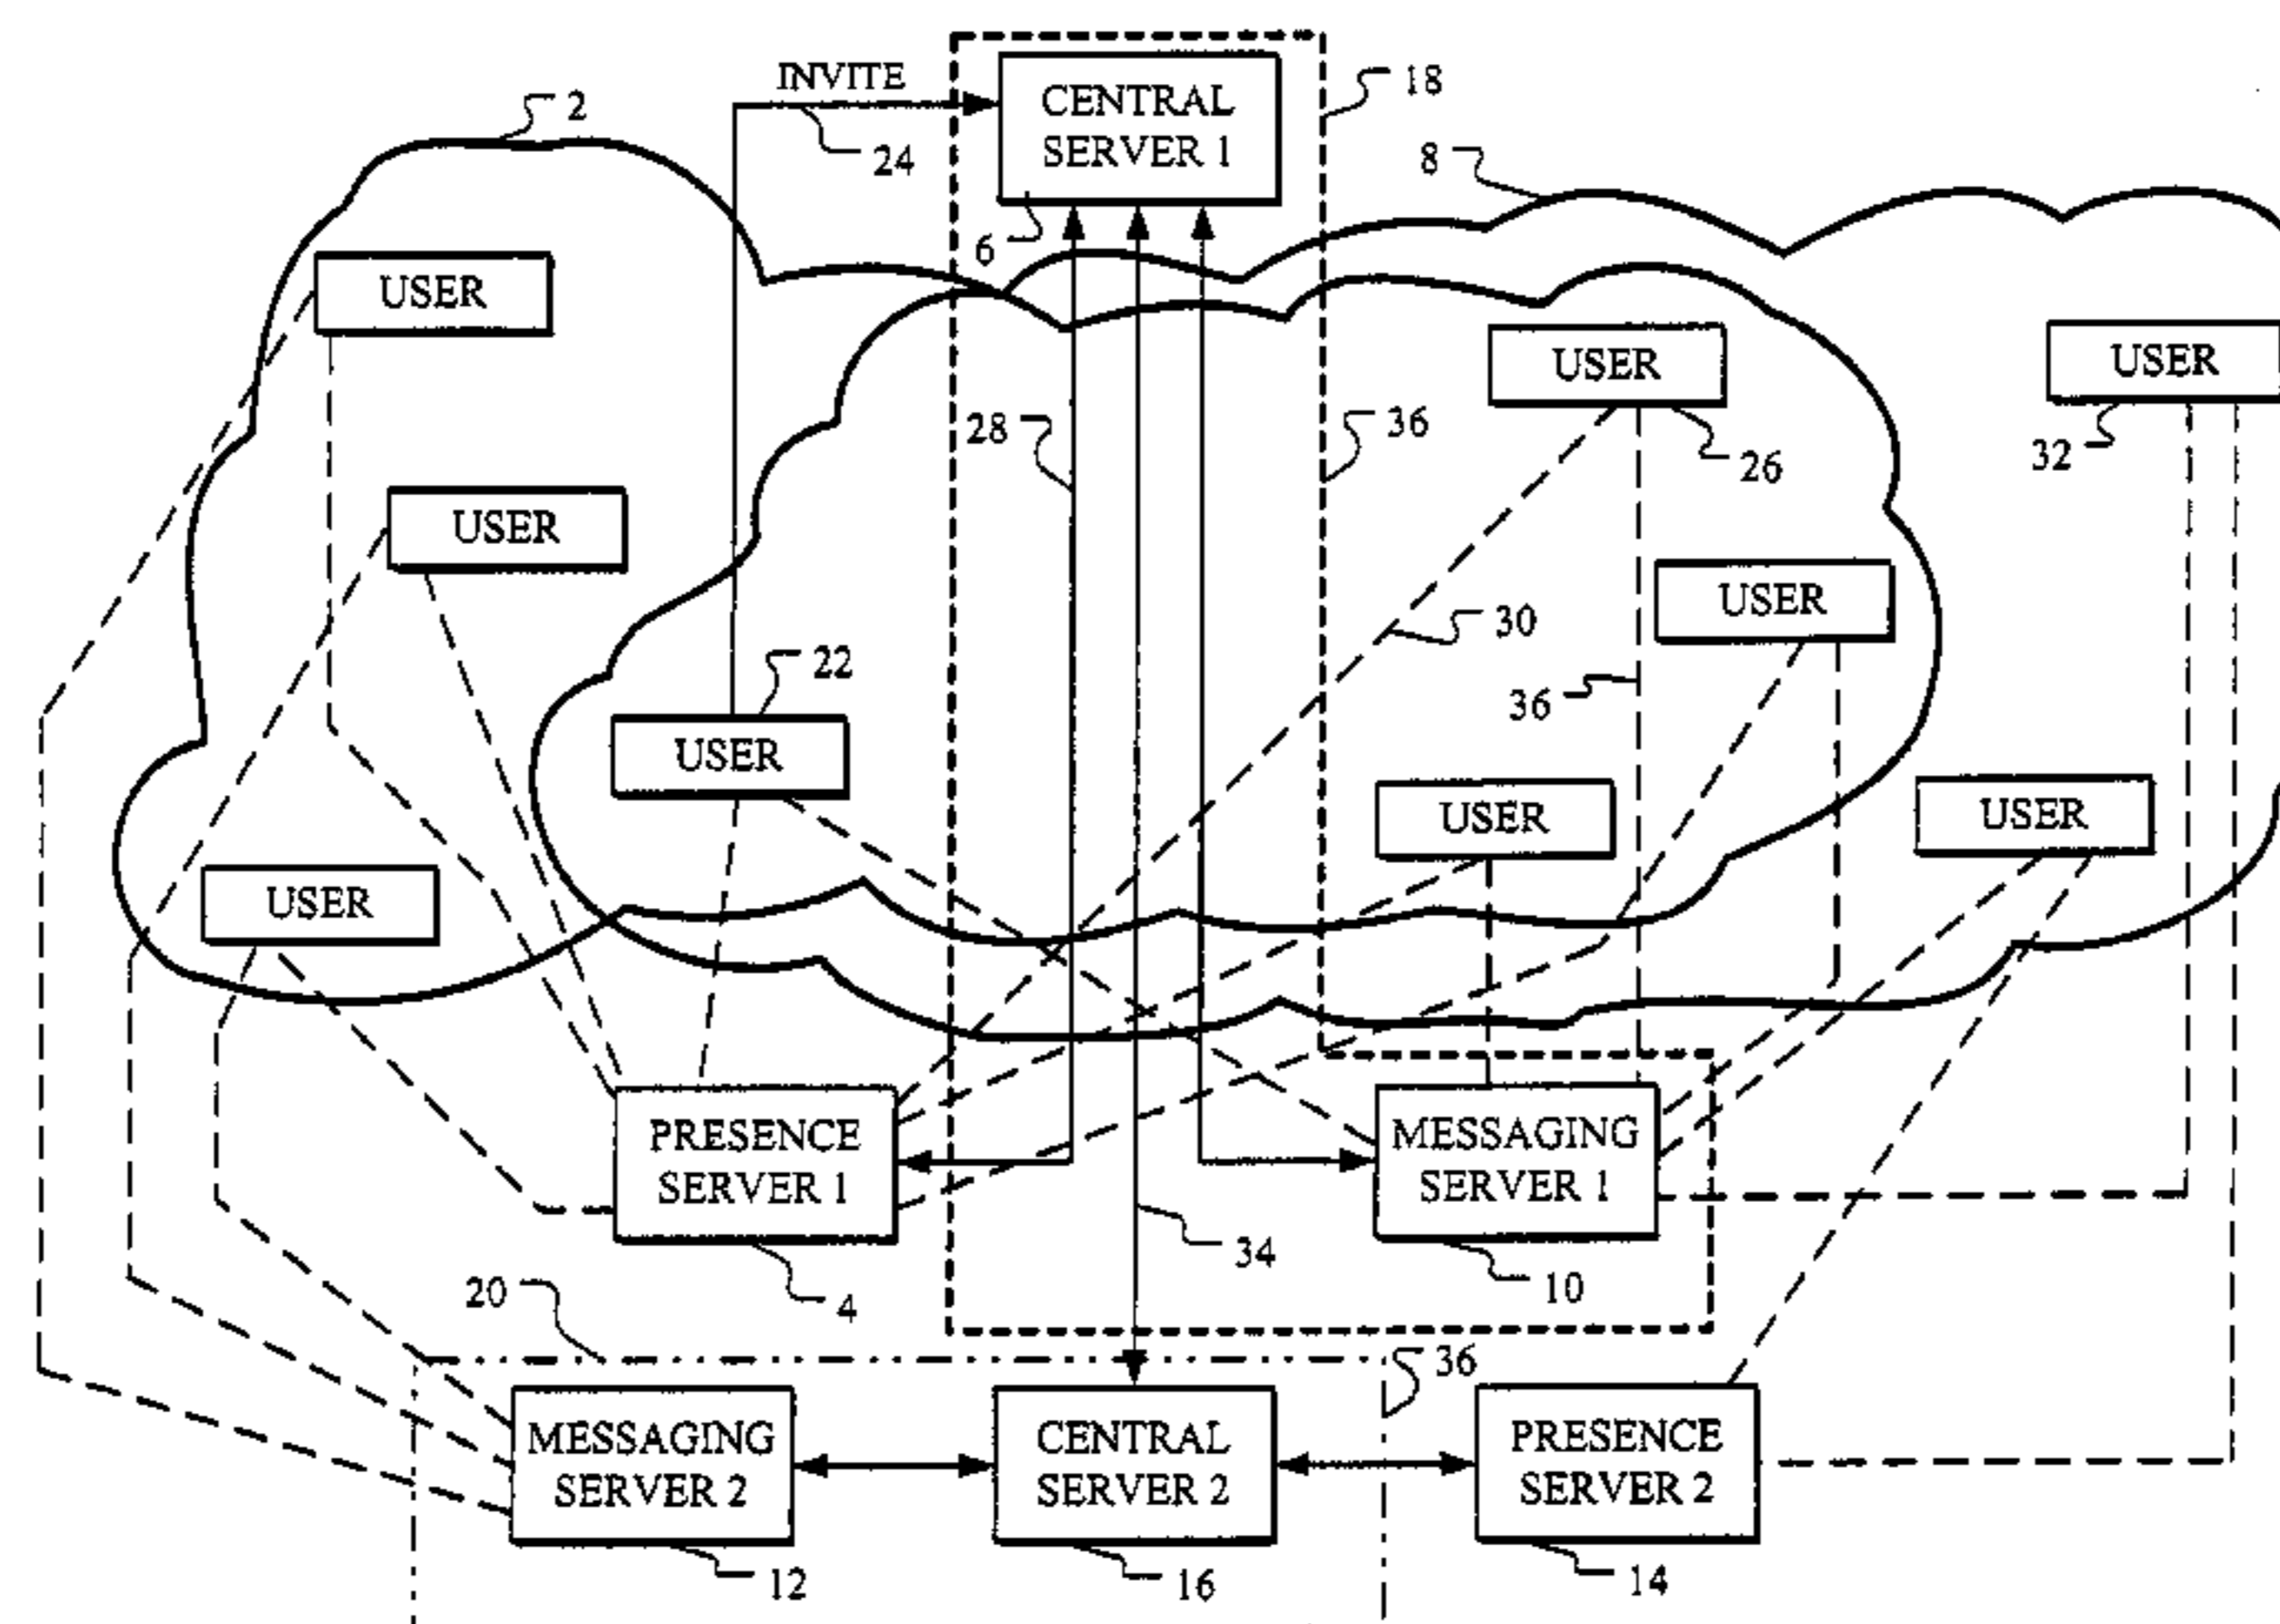 INVITE
CENTRAL
SERVER 1
18
2
24
8
6
USER
USER
USER
28
36
26
32
USER
USER
30
22
36
USER
USER
USER
USER
PRESENCE
SERVER 1
MESSAGING
SERVER 1
34
4
10
20
36
MESSAGING
SERVER 2
CENTRAL
SERVER 2
PRESENCE
SERVER 2
12
16
14